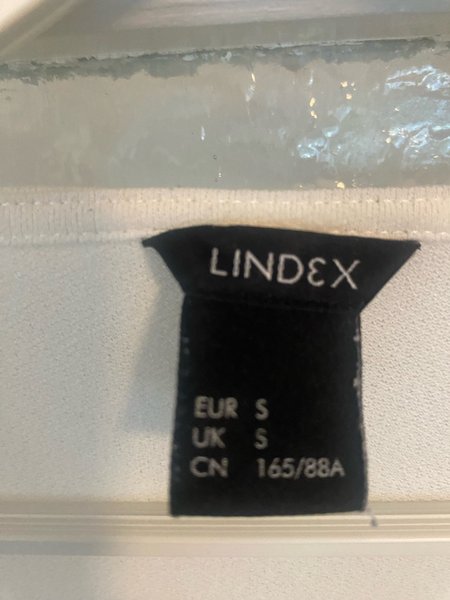 LINDEX
EUR S
UK S
CN 165/88A